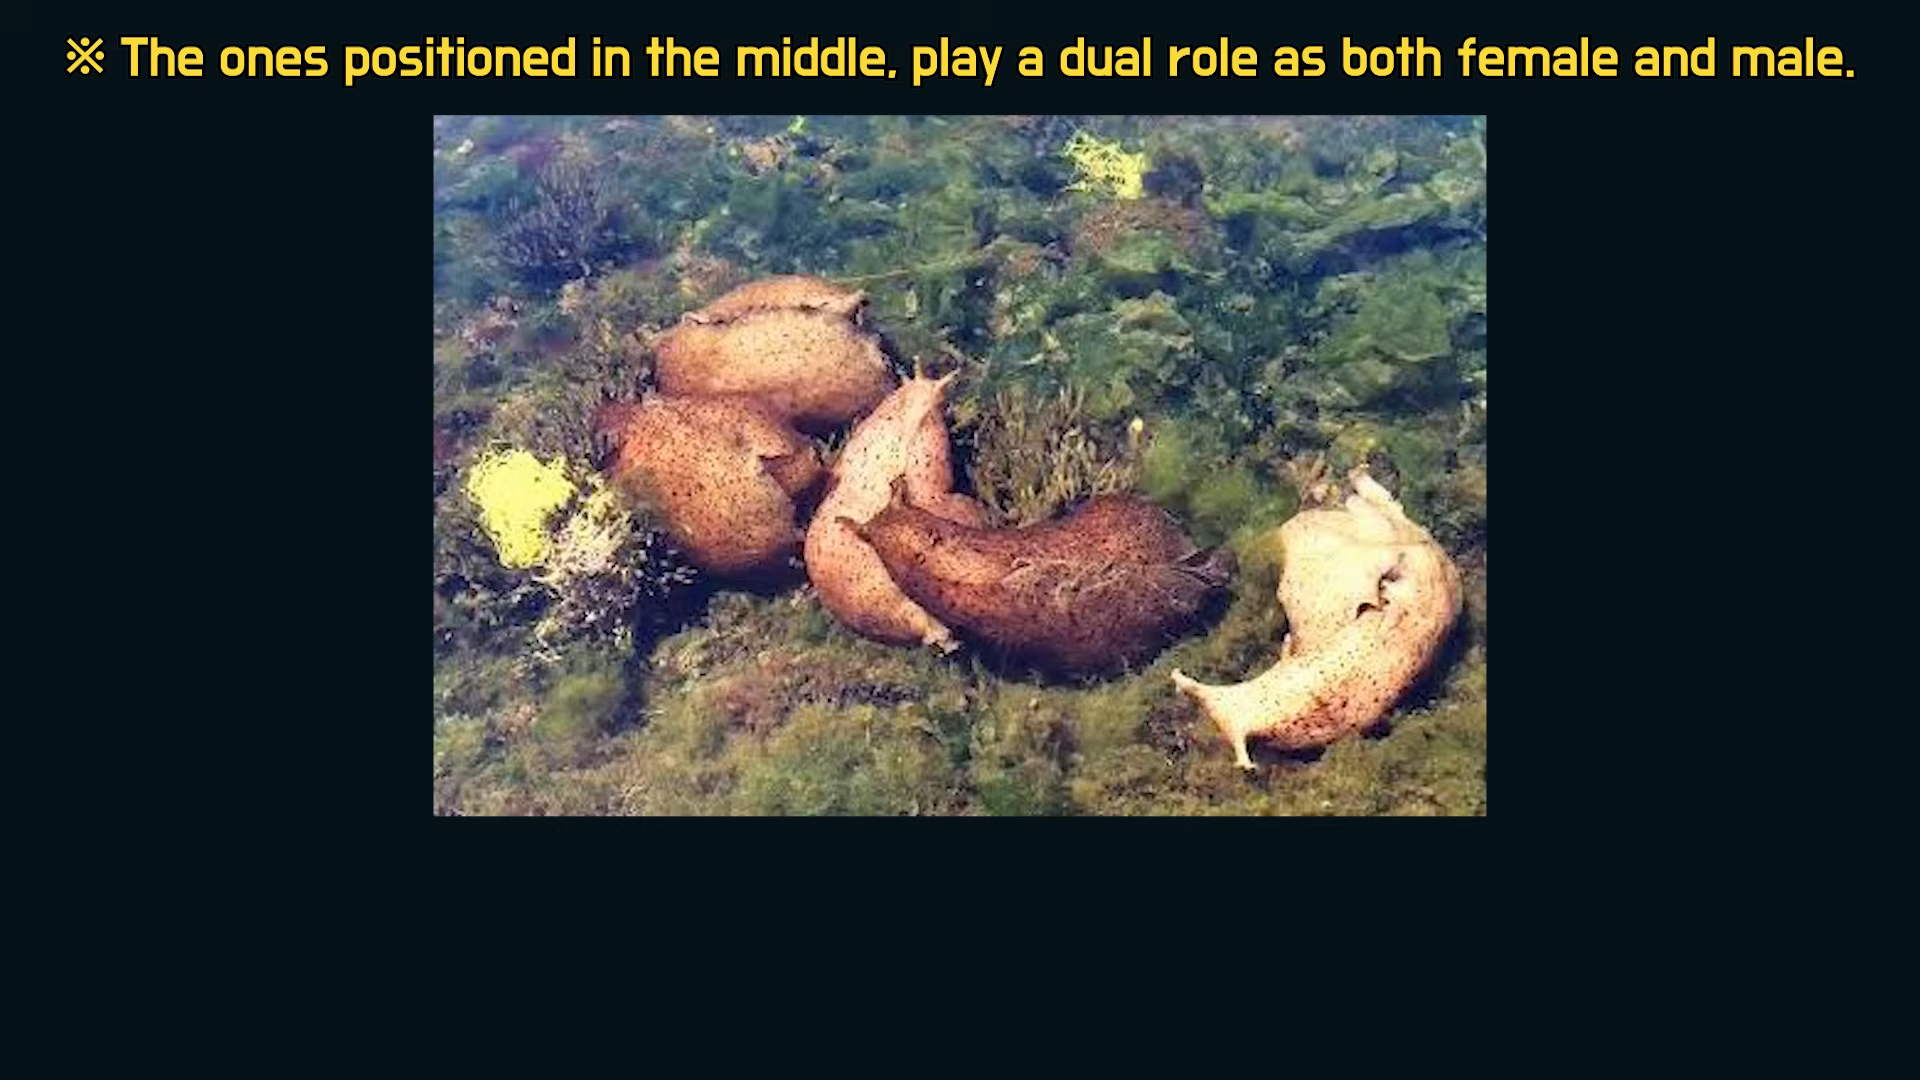 ※ The ones positioned in the middle, play a dual role as both female and male.